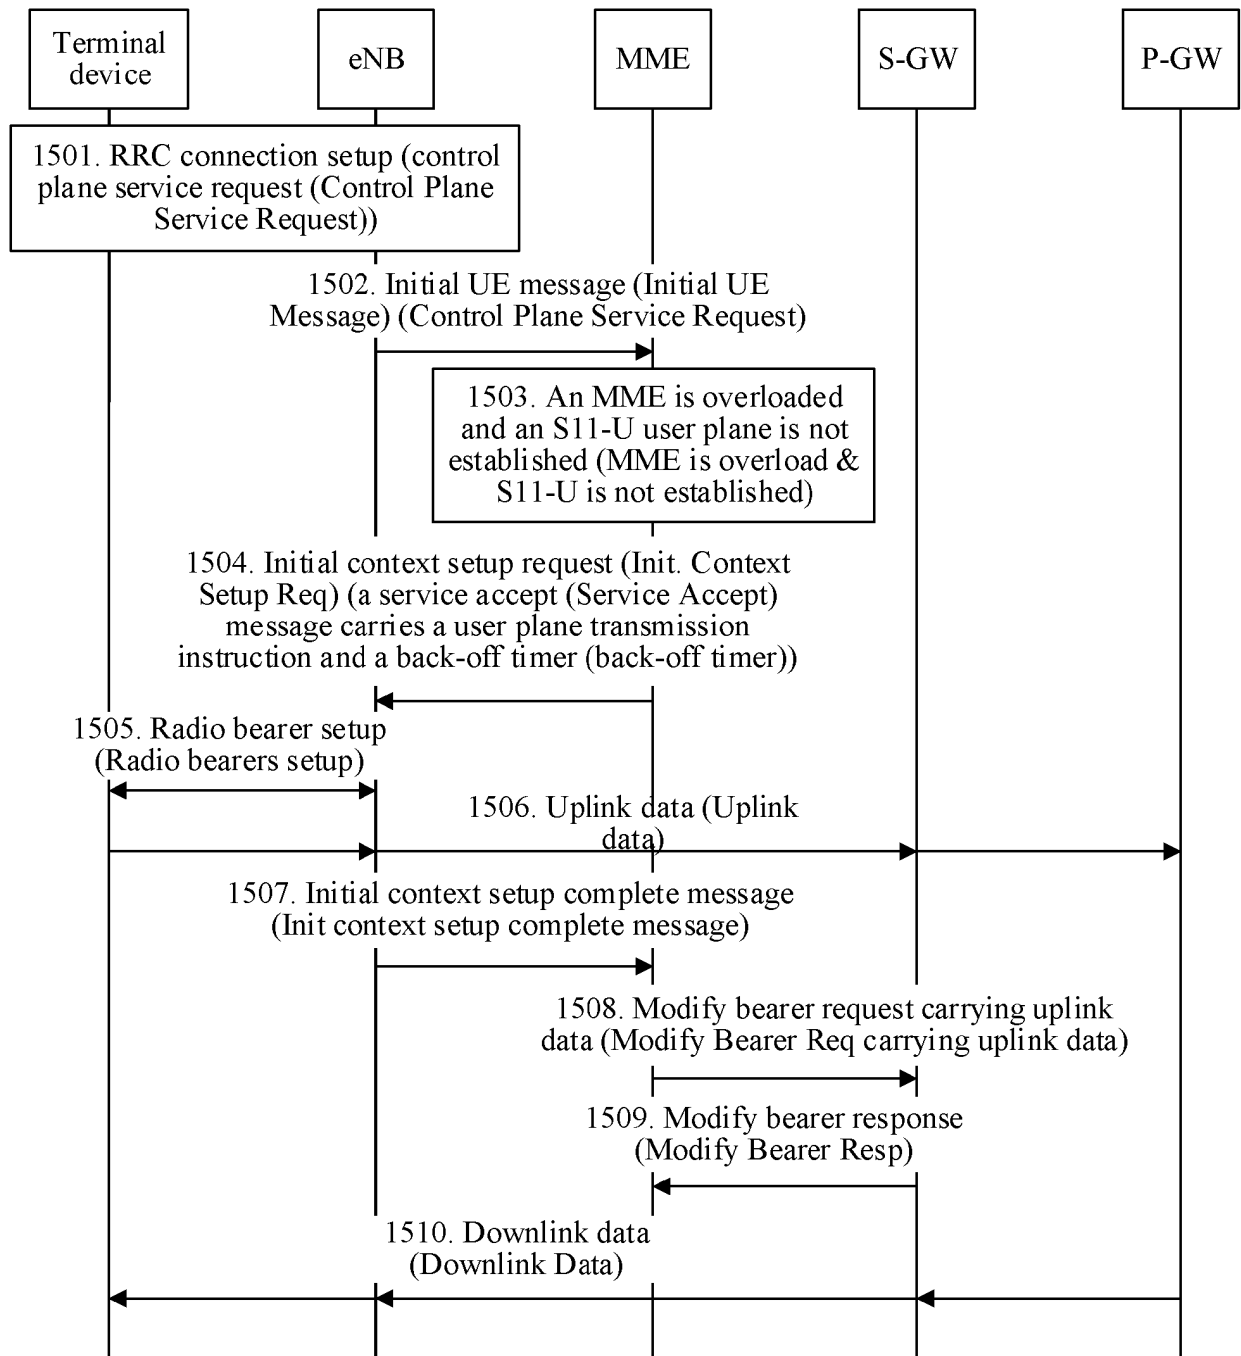 Terminal
device
eNB
MME
S-GW
P-GW
1501. RRC connection setup (control
plane service request (Control Plane
Service Request))
1502. Initial UE message (Initial UE
Message) (Control Plane Service Request)
1503. An MME is overloaded
and an S11-U user plane is not
established (MME is overload &
S11-U is not established)
1504. Initial context setup request (Init. Context
Setup Req) (a service accept (Service Accept)
message carries a user plane transmission
instruction and a back-off timer (back-off timer))
1505. Radio bearer setup
(Radio bearers setup)
1506. Uplink data (Uplink
data)
1507. Initial context setup complete message
(Init context setup complete message)
1508. Modify bearer request carrying uplink
data (Modify Bearer Req carrying uplink data)
1509. Modify bearer response
(Modify Bearer Resp)
1510. Downlink data
(Downlink Data)